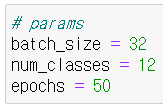 # params
batch_size = 32
num_classes = 12
epochs = 50